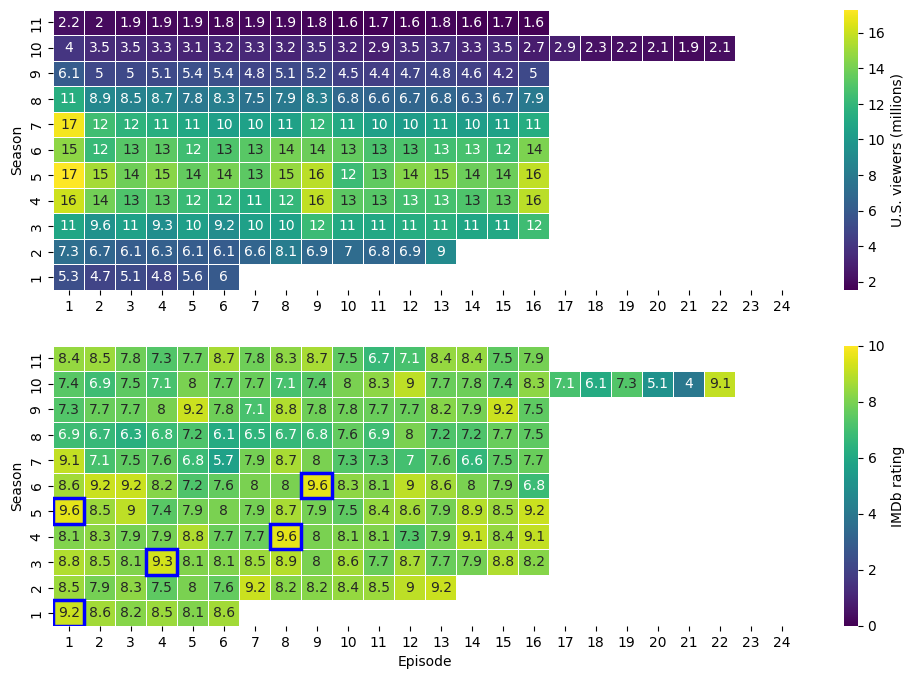 11 2.2 2 1.9 1.9 1.9 1.8 1.9 1.9 1.8 1.6 1.7 1.6 1.8 1.6 1.7 1.6
10 4 3.5 3.5 3.3 3.1 3.2 3.3 3.2 3.5 3.2 2.9 3.5 3.7 3.3 3.5 2.7 2.9 2.3 2.2 2.1 1.9 2.1
9 6.1 5 5 5.1 5.4 5.4 4.8 5.1 5.2 4.5 4.4 4.7 4.8 4.6 4.2 5
8 11 8.9 8.5 8.7 7.8 8.3 7.5 7.9 8.3 6.8 6.6 6.7 6.8 6.3 6.7 7.9
7 17 12 12 11 11 10 10 11 12 11 10 10 11 10 11 11
6 15 12 13 13 12 13 13 14 14 13 13 13 13 13 12 14
5 17 15 14 15 14 14 13 15 16 12 13 14 15 14 14 16
4 16 14 13 13 12 12 11 12 16 13 13 13 13 13 13 16
3 11 9.6 11 9.3 10 9.2 10 10 12 11 11 11 11 11 11 12
2 7.3 6.7 6.1 6.3 6.1 6.1 6.6 8.1 6.9 7 6.8 6.9 9
1 5.3 4.7 5.1 4.8 5.6 6
1 2 3 4 5 6 7 8 9 10 11 12 13 14 15 16 17 18 19 20 21 22 23 24
Season
16
14
12
10
8
6
4
2
U.S. viewers (millions)
11 8.4 8.5 7.8 7.3 7.7 8.7 7.8 8.3 8.7 7.5 6.7 7.1 8.4 8.4 7.5 7.9
10 7.4 6.9 7.5 7.1 8 7.7 7.7 7.1 7.4 8 8.3 9 7.7 7.8 7.4 8.3 7.1 6.1 7.3 5.1 4 9.1
9 7.3 7.7 7.7 8 9.2 7.8 7.1 8.8 7.8 7.8 7.7 7.7 8.2 7.9 9.2 7.5
8 6.9 6.7 6.3 6.8 7.2 6.1 6.5 6.7 6.8 7.6 6.9 8 7.2 7.2 7.7 7.5
7 9.1 7.1 7.5 7.6 6.8 5.7 7.9 8.7 8 7.3 7.3 7 7.6 6.6 7.5 7.7
6 8.6 9.2 9.2 8.2 7.2 7.6 8 8 9.6 8.3 8.1 9 8.6 8 7.9 6.8
5 9.6 8.5 9 7.4 7.9 8 7.9 8.7 7.9 7.5 8.4 8.6 7.9 8.9 8.5 9.2
4 8.1 8.3 7.9 7.9 8.8 7.7 7.7 9.6 8 8.1 8.1 7.3 7.9 9.1 8.4 9.1
3 8.8 8.5 8.1 9.3 8.1 8.1 8.5 8.9 8 8.6 7.7 8.7 7.7 7.9 8.8 8.2
2 8.5 7.9 8.3 7.5 8 7.6 9.2 8.2 8.2 8.4 8.5 9 9.2
1 9.2 8.6 8.2 8.5 8.1 8.6
1 2 3 4 5 6 7 8 9 10 11 12 13 14 15 16 17 18 19 20 21 22 23 24
Season
Episode
10
8
6
4
2
0
IMDb rating